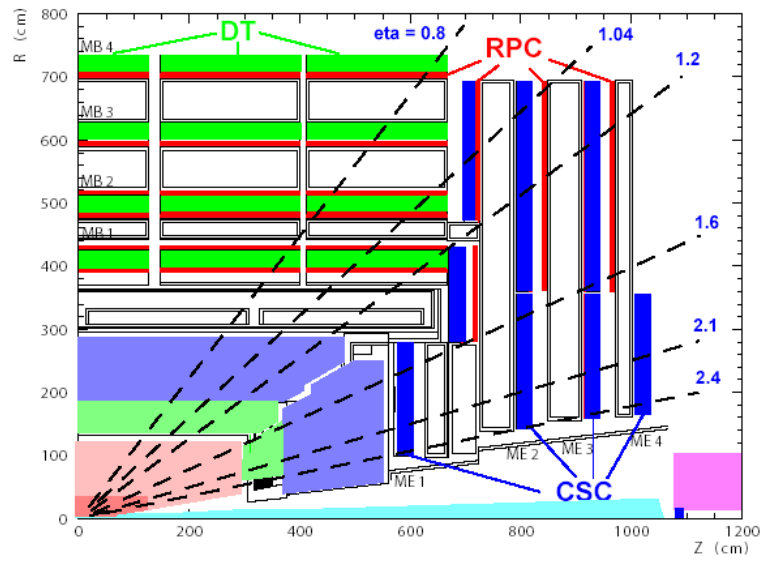 800
R (cm)
MB 4
DT
eta = 0.8
RPC
1.04
1.2
700
MB 3
600
MB 2
500
MB 1
1.6
400
300
2.1
200
2.4
100
ME 1
ME 2
ME 3
ME 4
CSC
0
0
200
400
600
800
1000
1200
Z (cm)